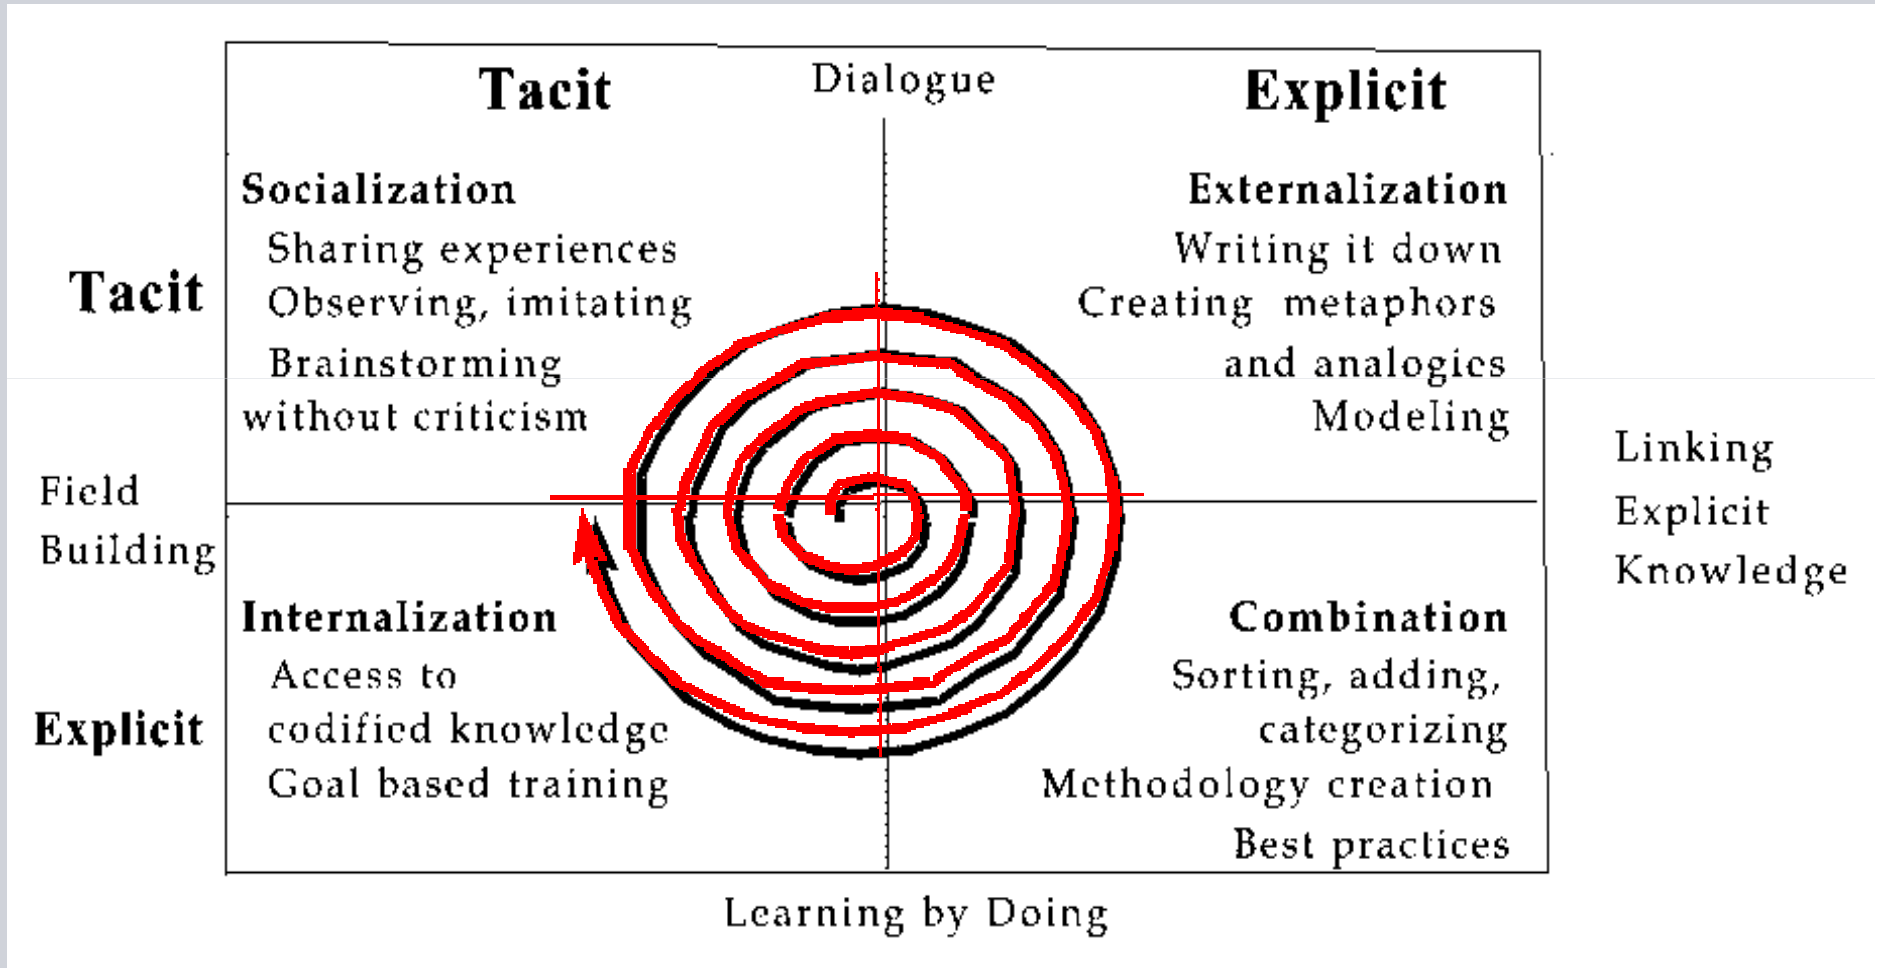 Tacit
Dialogue
Explicit
Socialization
Sharing experiences
Observing, imitating
Brainstorming
without criticism
Externalization
Writing it down
Creating metaphors
and analogies
Modeling
Tacit
Field
Building
Linking
Explicit
Knowledge
Explicit
Internalization
Access to
codified knowledge
Goal based training
Combination
Sorting, adding,
categorizing
Methodology creation
Best practices
Learning by Doing